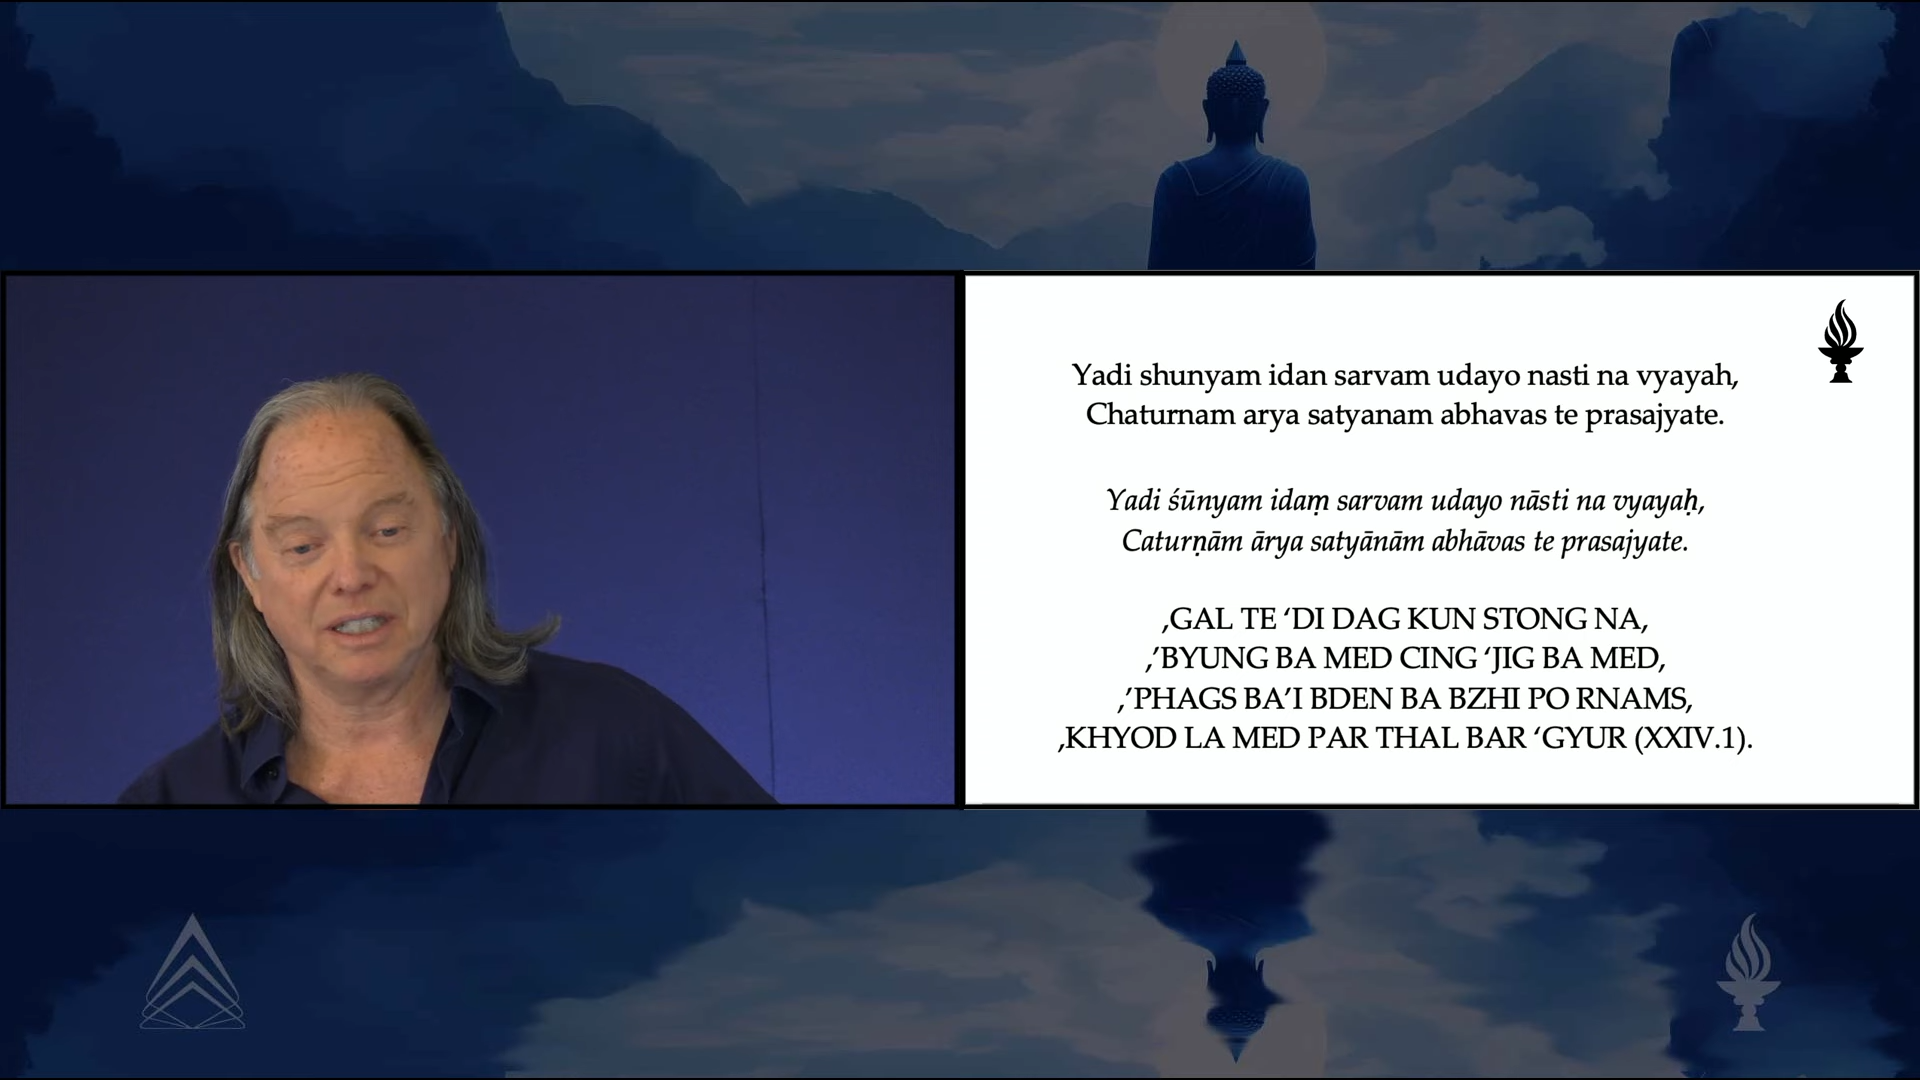 Yadi shunyam idan sarvam udayo nasti na vyayah,
Chaturnam arya satyanam abhavas te prasajyate.
Yadi śūnyam idaṃ sarvam udayo nāsti na vyayaḥ,
Caturṇām ārya satyānām abhāvas te prasajyate.
,GAL TE ‘DI DAG KUN STONG NA,
,’BYUNG BA MED CING ‘JIG BA MED,
,’PHAGS BA’I BDEN BA BZHI PO RNAMS,
,KHYOD LA MED PAR THAL BAR ‘GYUR (XXIV.1).